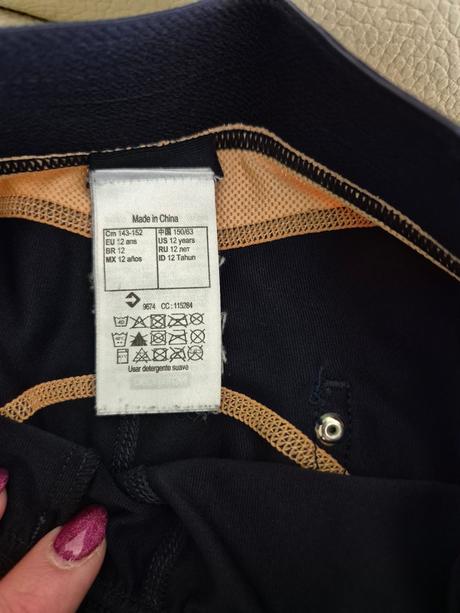 Made in China
Cm 143-152
EU 12 ans
BR 12
MX 12 años
中国 150/63
US 12 years
RU 12 лет
ID 12 Tahun
9674 CC: 115284
Usar detergente suave